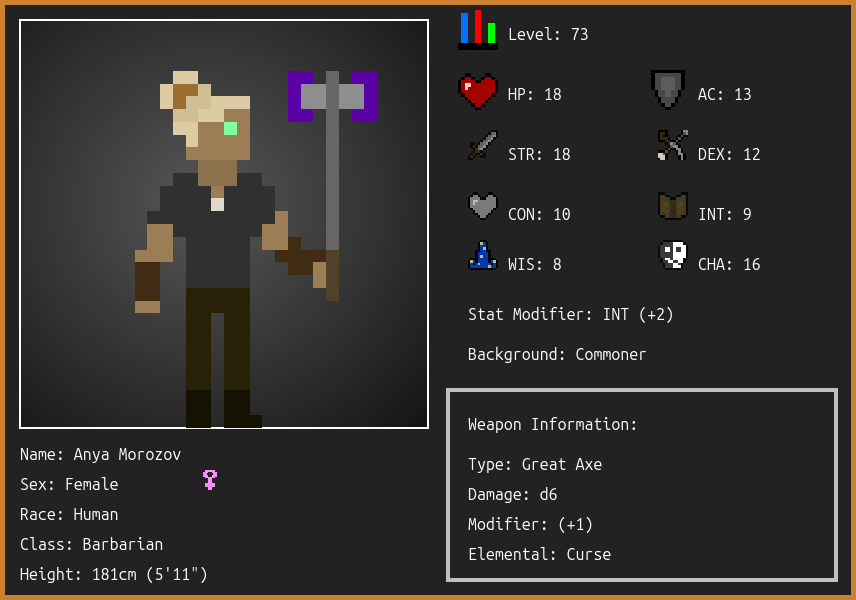 Level: 73
HP: 18
AC: 13
STR: 18
DEX: 12
CON: 10
INT: 9
WIS: 8
CHA: 16
Stat Modifier: INT (+2)
Background: Commoner
Weapon Information:
Type: Great Axe
Damage: d6
Modifier: (+1)
Elemental: Curse
Name: Anya Morozov
Sex: Female
Race: Human
Class: Barbarian
Height: 181cm (5'11")